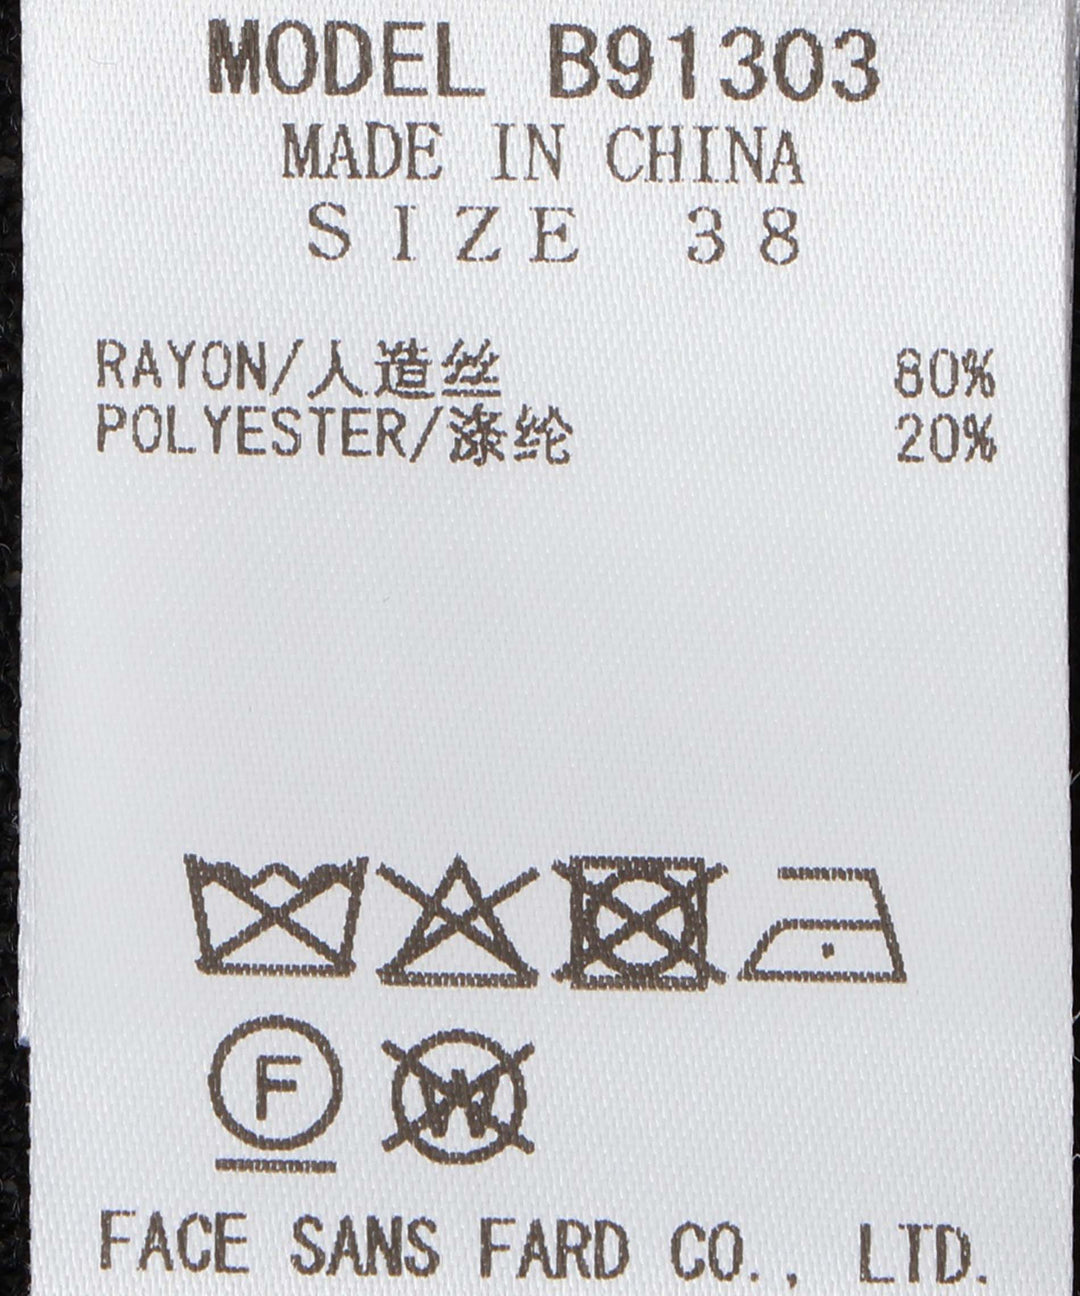 MODEL B91303
MADE IN CHINA
SIZE 38
RAYON/人造丝 80%
POLYESTER/涤纶 20%
F W
FACE SANS FARD CO., LTD.